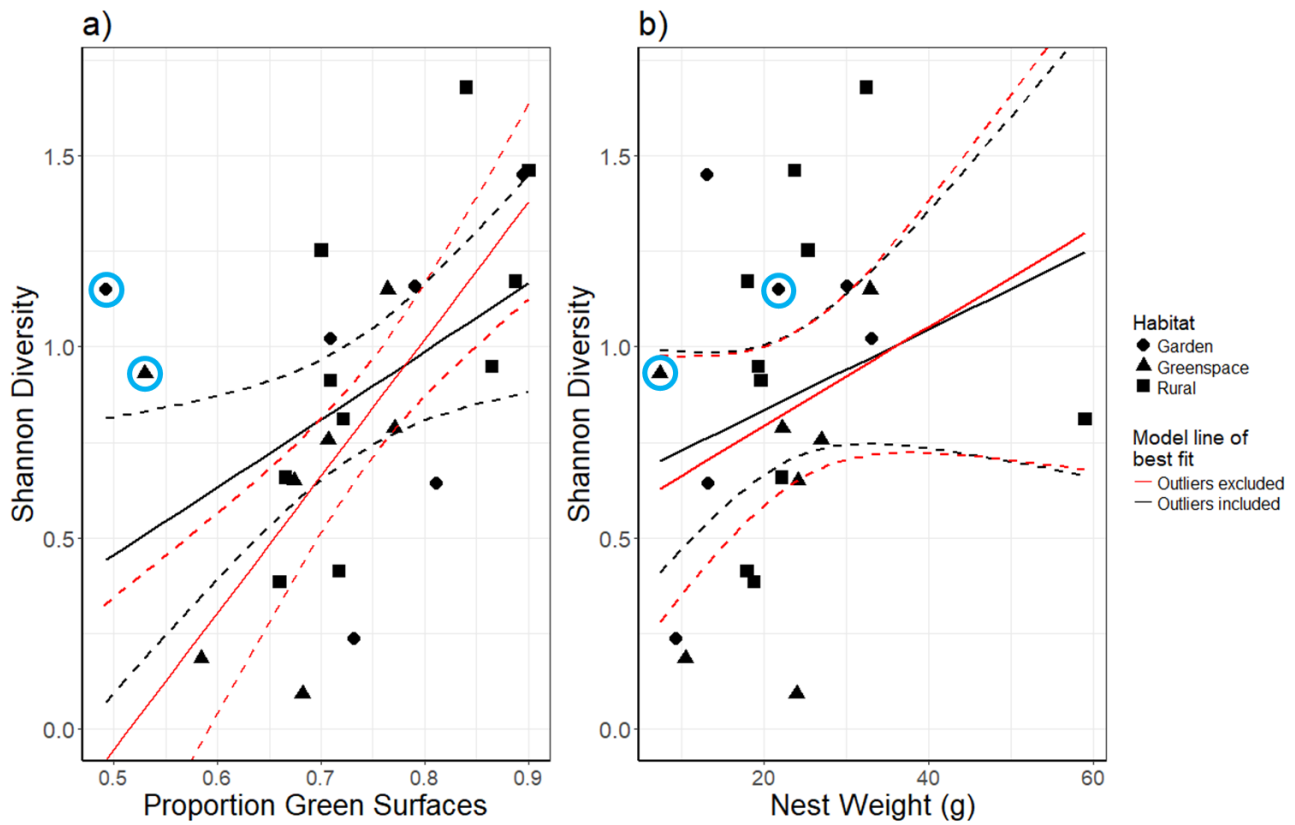 a)
Shannon Diversity
1.5
1.0
0.5
0.0
0.5 0.6 0.7 0.8 0.9
Proportion Green Surfaces
b)
Shannon Diversity
1.5
1.0
0.5
0.0
20 40 60
Nest Weight (g)
Habitat
Garden
Greenspace
Rural
Model line of
best fit
Outliers excluded
Outliers included